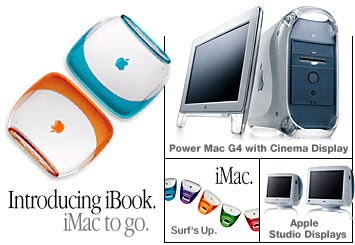 Introducing iBook.
iMac to go.
Power Mac G4 with Cinema Display
iMac.
Surf's Up.
Apple
Studio Displays